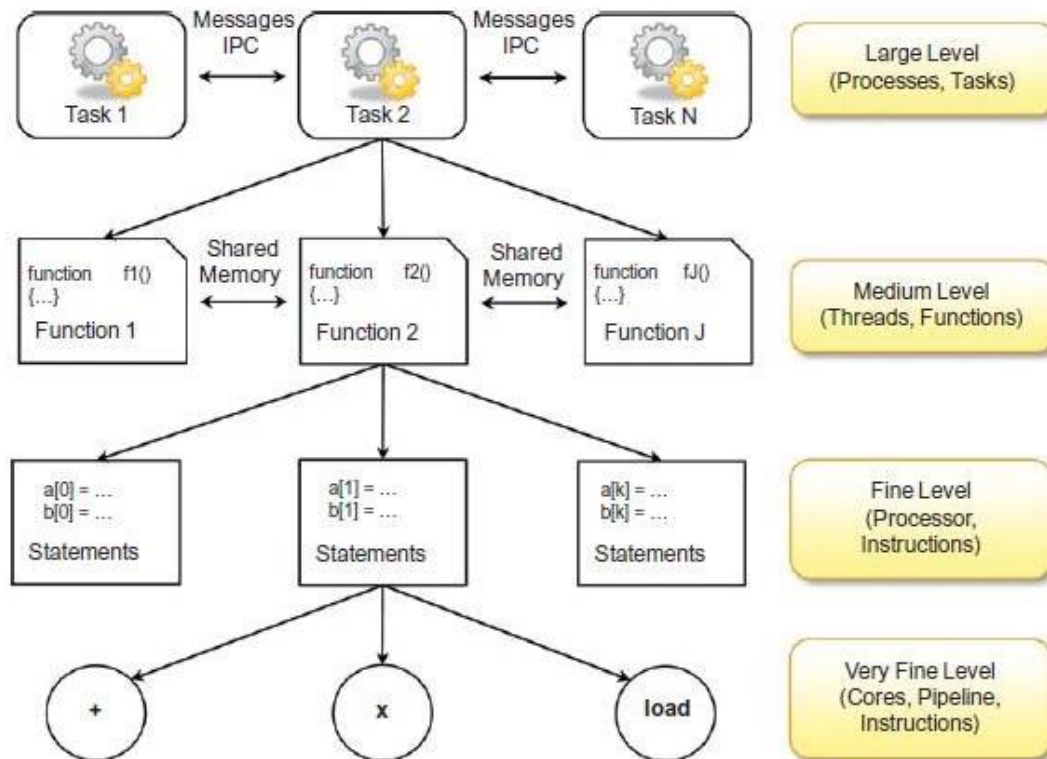 Messages
IPC
Messages
IPC
Task 1
Task 2
Task N
Large Level
(Processes, Tasks)
function f1()
{...}
Function 1
Shared
Memory
function f2()
{...}
Function 2
Shared
Memory
function fJ()
{...}
Function J
Medium Level
(Threads, Functions)
a[0] = ...
b[0] = ...
Statements
a[1] = ...
b[1] = ...
Statements
a[k] = ...
b[k] = ...
Statements
Fine Level
(Processor,
Instructions)
+
x
load
Very Fine Level
(Cores, Pipeline,
Instructions)